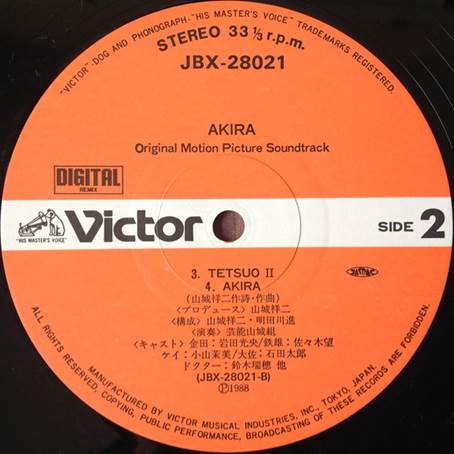 "VICTOR"-DOG AND PHONOGRAPH-"HIS MASTER'S VOICE" TRADEMARKS REGISTERED.
STEREO 33 ⅓ r.p.m.
JBX-28021
AKIRA
Original Motion Picture Soundtrack
DIGITAL
REMIX
"HIS MASTER'S VOICE"
Victor
SIDE 2
3. TETSUO II
4. AKIRA
(山城祥二作詩・作曲)
〈プロデュース〉山城祥二
〈構成〉山城祥二・明田川進
〈演奏〉芸能山城組
〈キャスト〉金田：岩田光央/鉄雄：佐々木望
ケイ：小山茉美/大佐：石田太郎
ドクター：鈴木瑞穂 他
(JBX-28021-B)
Ⓟ1988
MANUFACTURED BY VICTOR MUSICAL INDUSTRIES, INC., TOKYO, JAPAN.
ALL RIGHTS RESERVED, COPYING, PUBLIC PERFORMANCE, BROADCASTING OF THESE RECORDS ARE FORBIDDEN.